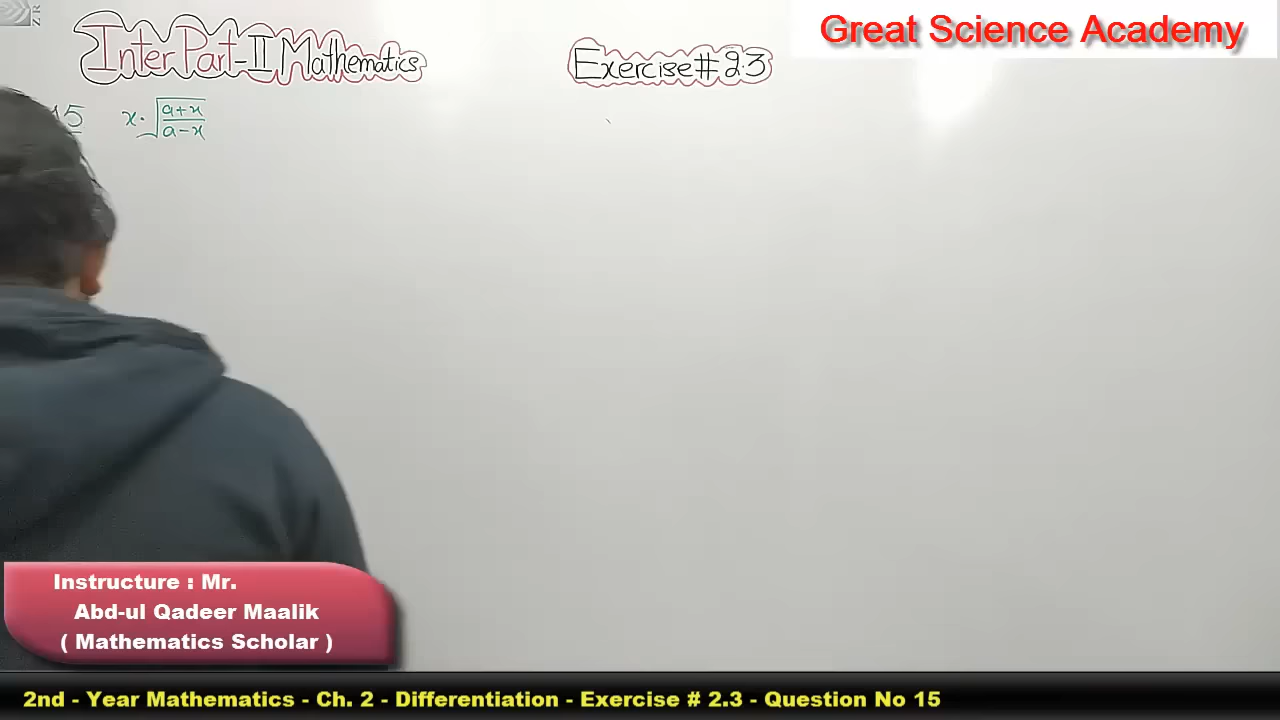 ZR
Inter Part-II Mathematics
Exercise# 2.3
Great Science Academy
15 x·√(a+x)/(a-x)
Instructure : Mr.
Abd-ul Qadeer Maalik
( Mathematics Scholar )
2nd - Year Mathematics - Ch. 2 - Differentiation - Exercise # 2.3 - Question No 15